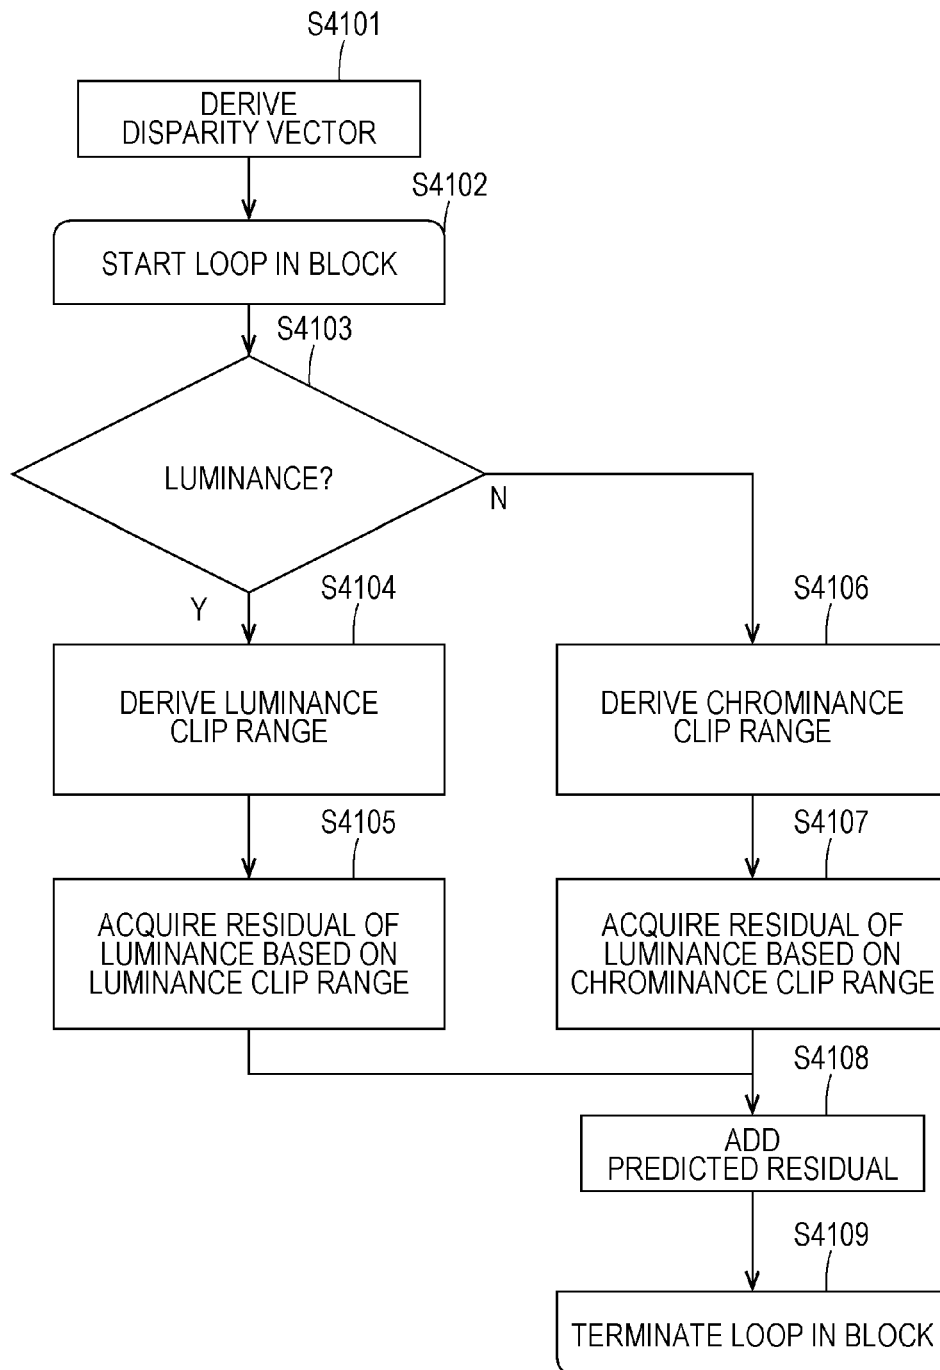 S4101
DERIVE
DISPARITY VECTOR
S4102
START LOOP IN BLOCK
S4103
LUMINANCE?
N
Y
S4104
DERIVE LUMINANCE
CLIP RANGE
S4106
DERIVE CHROMINANCE
CLIP RANGE
S4105
ACQUIRE RESIDUAL OF
LUMINANCE BASED ON
LUMINANCE CLIP RANGE
S4107
ACQUIRE RESIDUAL OF
LUMINANCE BASED ON
CHROMINANCE CLIP RANGE
S4108
ADD
PREDICTED RESIDUAL
S4109
TERMINATE LOOP IN BLOCK